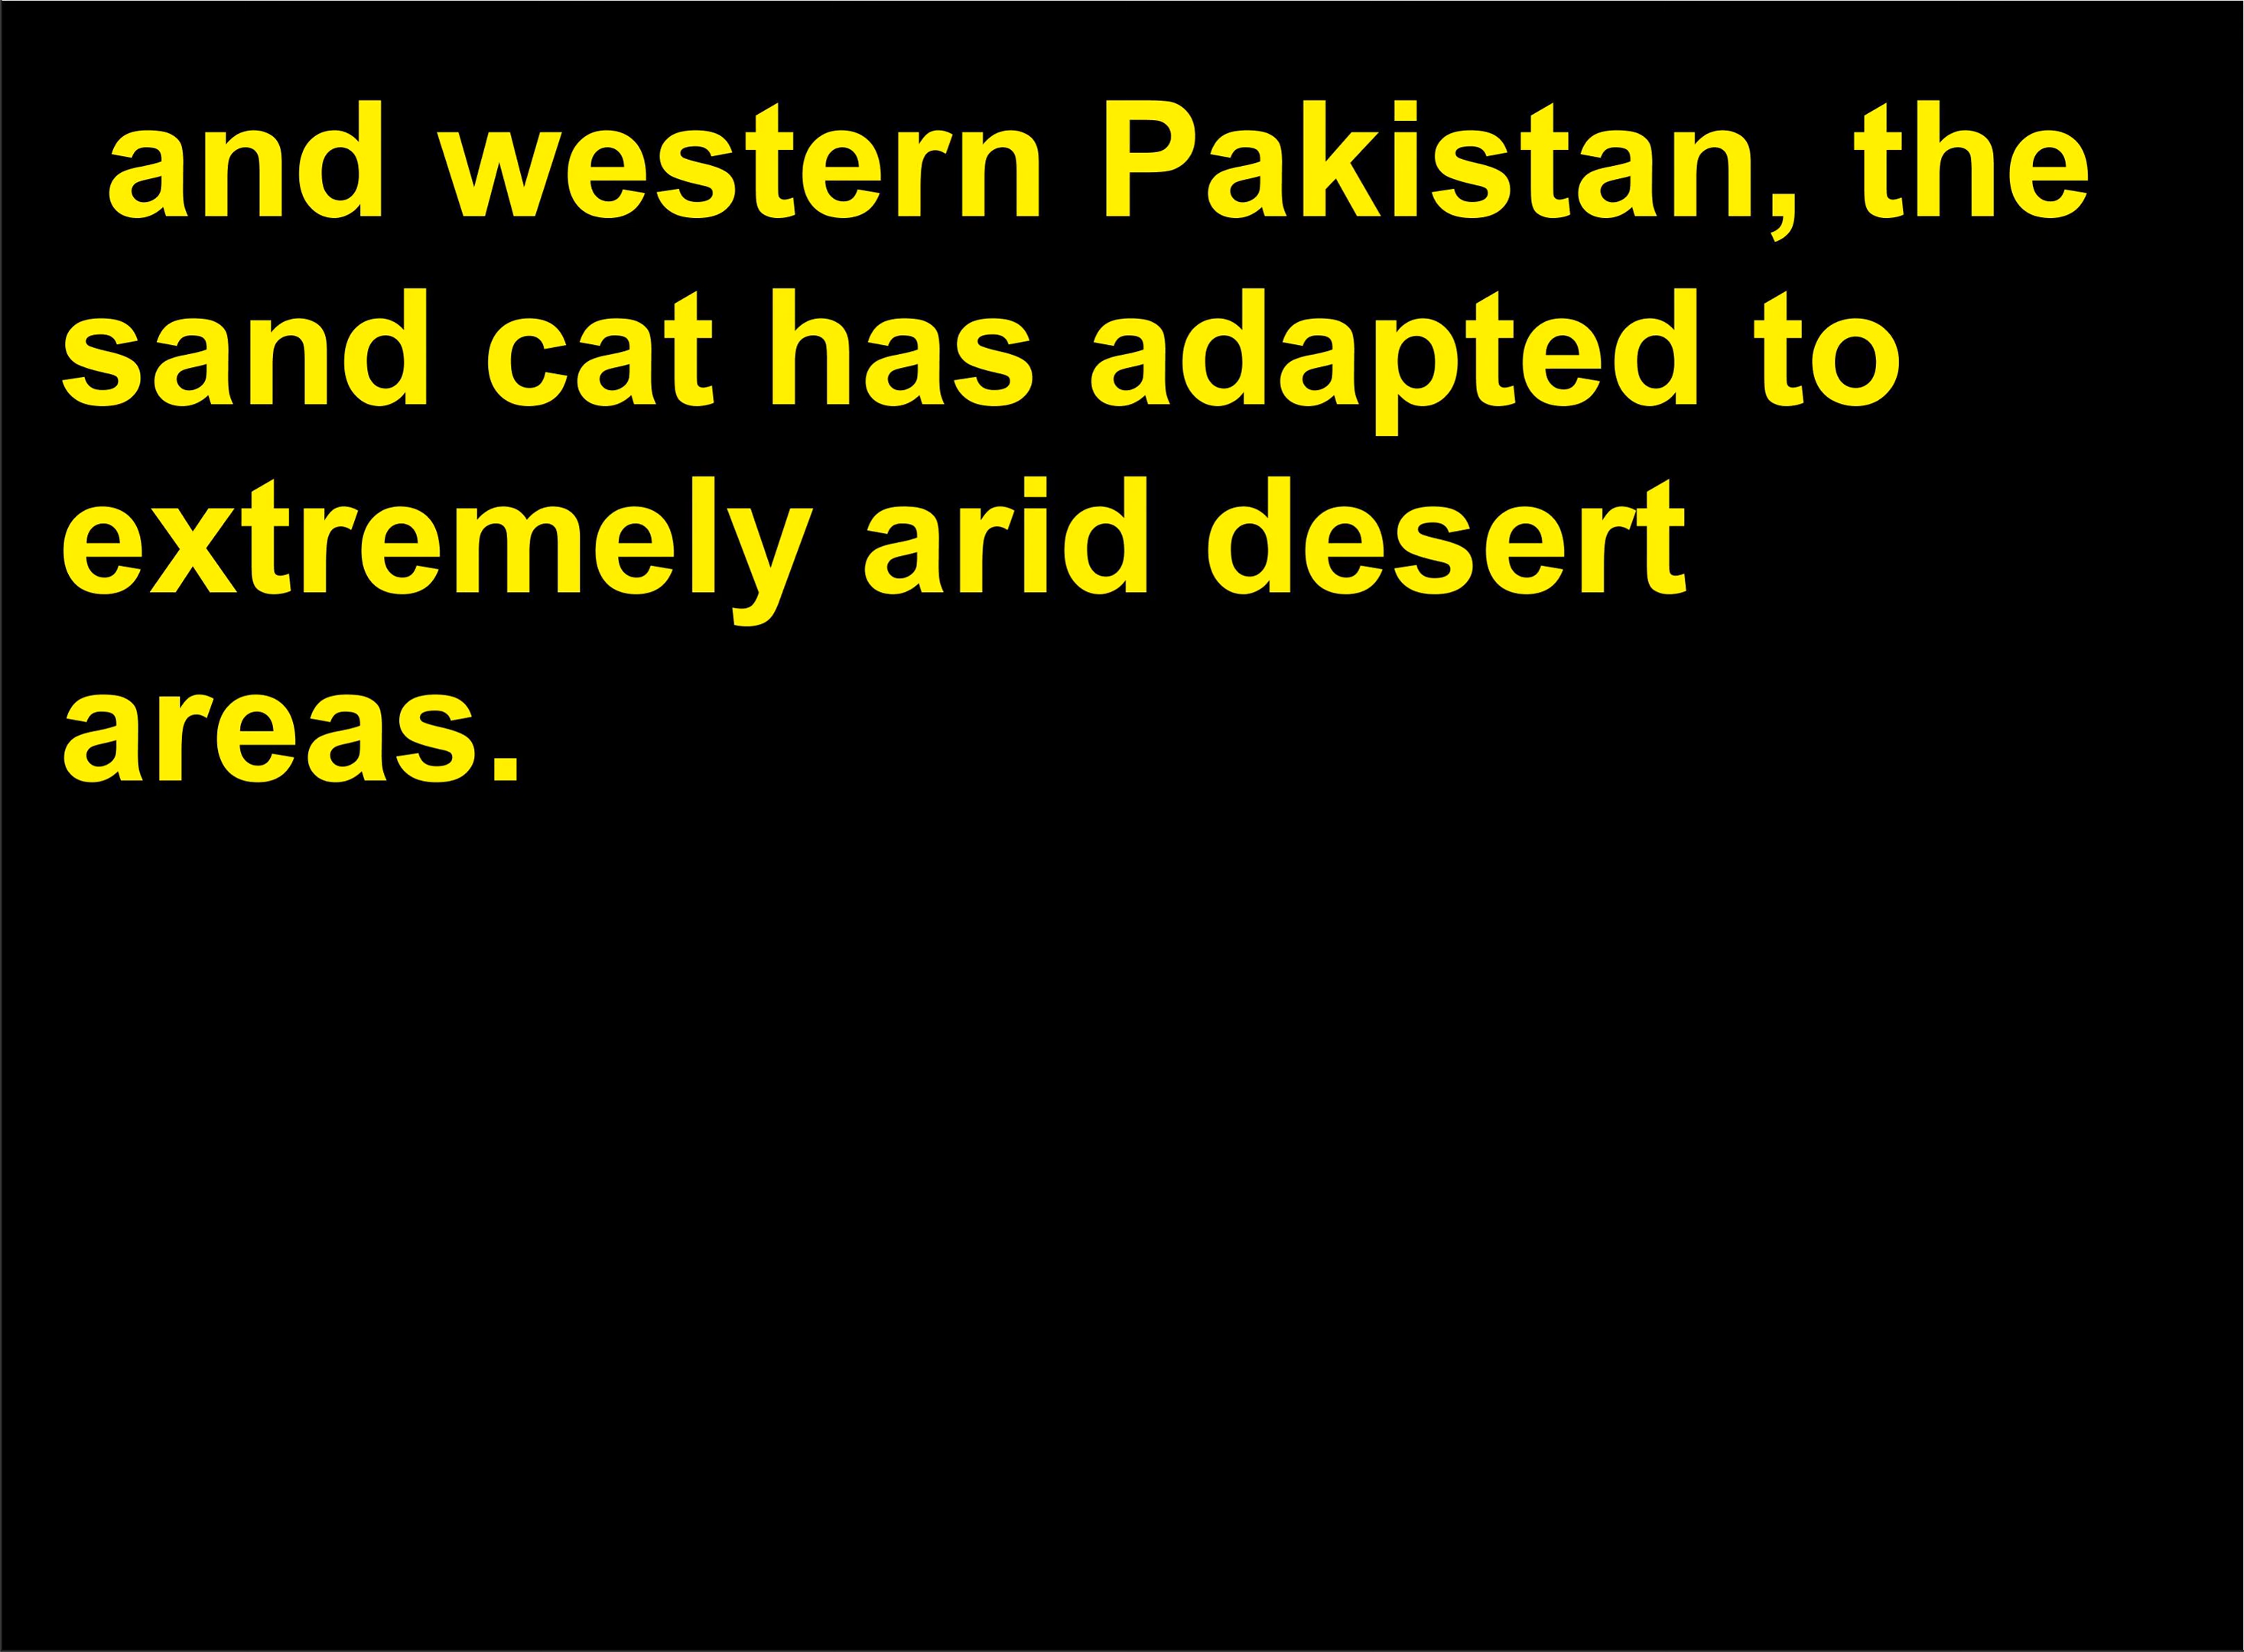 and western Pakistan, the
sand cat has adapted to
extremely arid desert
areas.